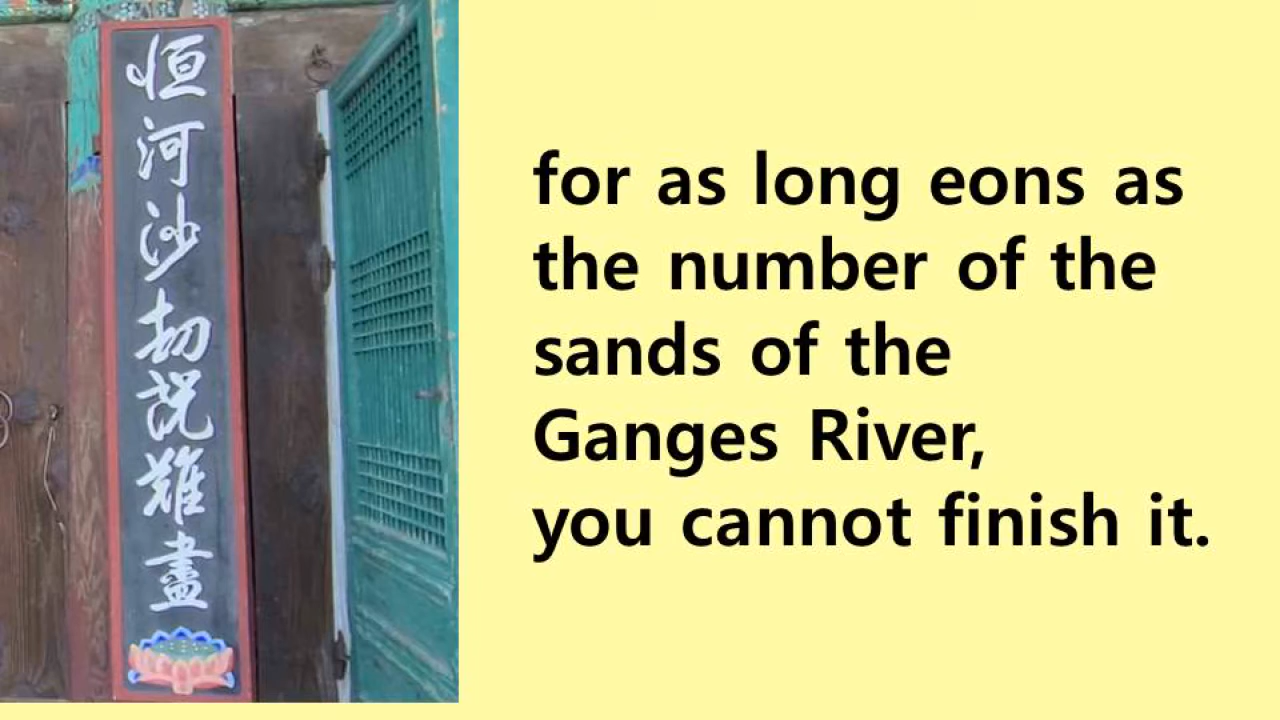 恒河沙劫説難盡
for as long eons as
the number of the
sands of the
Ganges River,
you cannot finish it.